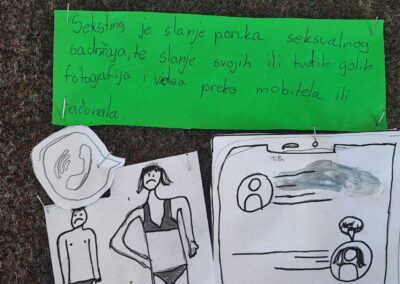 Seksting je slanje poruka seksualnog
sadržaja, te slanje svojih ili tuđih golih
fotografija i videa preko mobitela ili
računala.